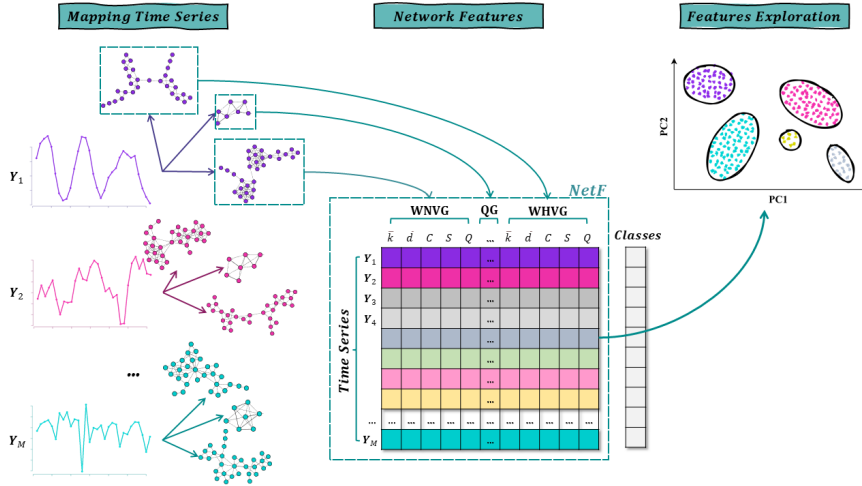 Mapping Time Series
Network Features
Features Exploration
Y1
Y2
...
YM
NetF
WNVG QG WHVG
k̄ d̄ C S Q ... k̄ d̄ C S Q
Classes
Time Series
Y1 ...
Y2 ...
Y3 ...
Y4 ...
...
...
...
...
... ... ... ... ... ... ... ... ... ... ... ...
YM ...
PC2
PC1